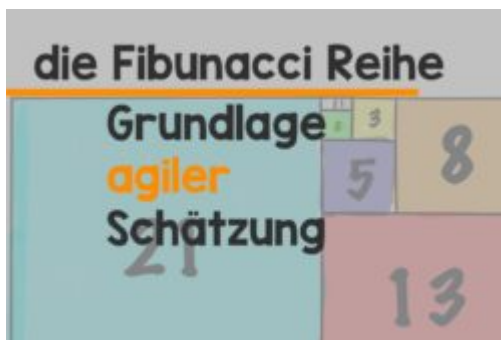 die Fibunacci Reihe
Grundlage
agiler
Schätzung
3
8
5
21
13